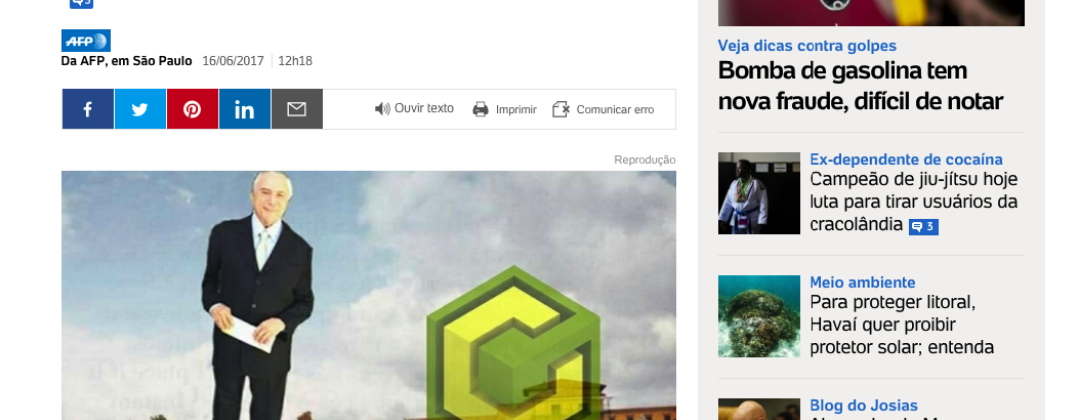 3
AFP
Da AFP, em São Paulo 16/06/2017 12h18
f in Ouvir texto Imprimir Comunicar erro
Reprodução
Veja dicas contra golpes
Bomba de gasolina tem
nova fraude, difícil de notar
Ex-dependente de cocaína
Campeão de jiu-jítsu hoje
luta para tirar usuários da
cracolândia 3
Meio ambiente
Para proteger litoral,
Havaí quer proibir
protetor solar; entenda
Blog do Josias